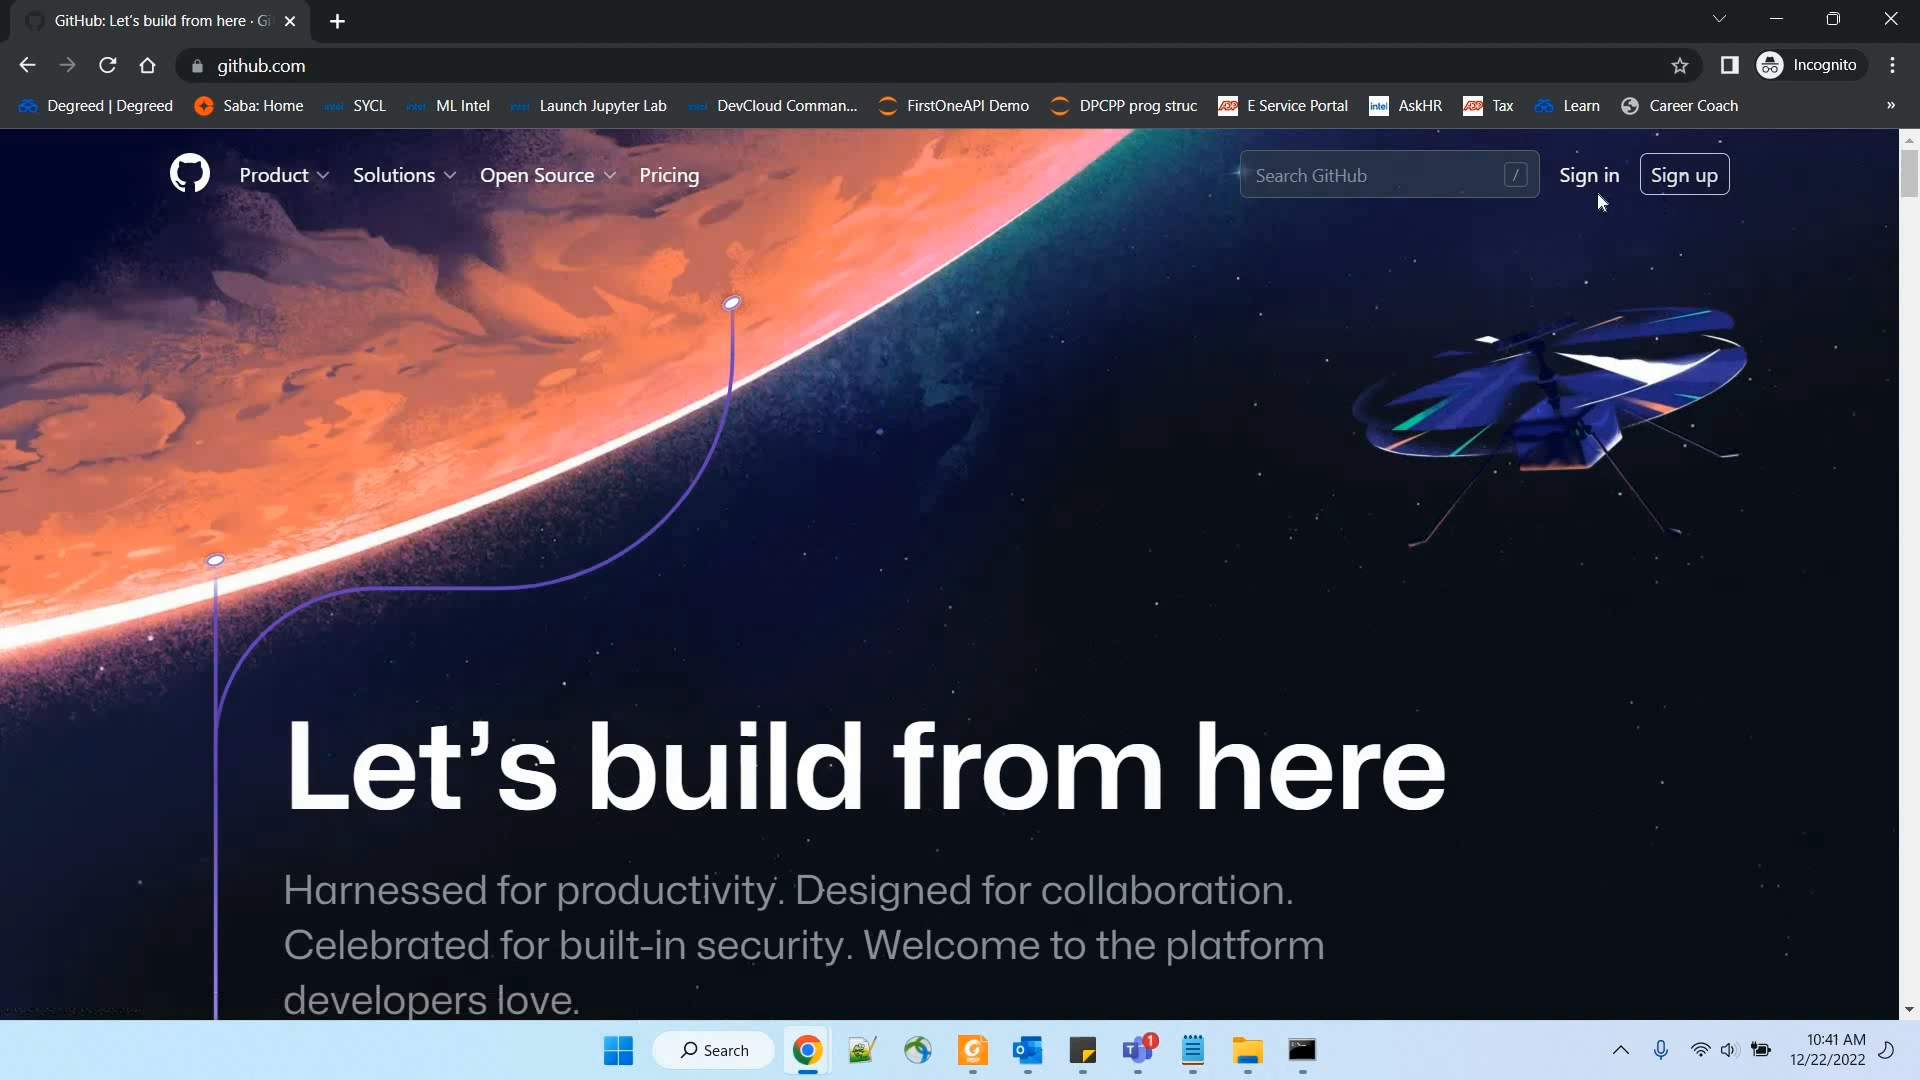 GitHub: Let's build from here · Gi
github.com
Incognito
Degreed | Degreed
Saba: Home
intel SYCL
intel ML Intel
intel Launch Jupyter Lab
intel DevCloud Comman...
FirstOneAPI Demo
DPCPP prog struc
ADP E Service Portal
intel AskHR
ADP Tax
Learn
Career Coach
»
Product
Solutions
Open Source
Pricing
Search GitHub /
Sign in
Sign up
Let's build from here
Harnessed for productivity. Designed for collaboration.
Celebrated for built-in security. Welcome to the platform
developers love.
Search
1
10:41 AM
12/22/2022